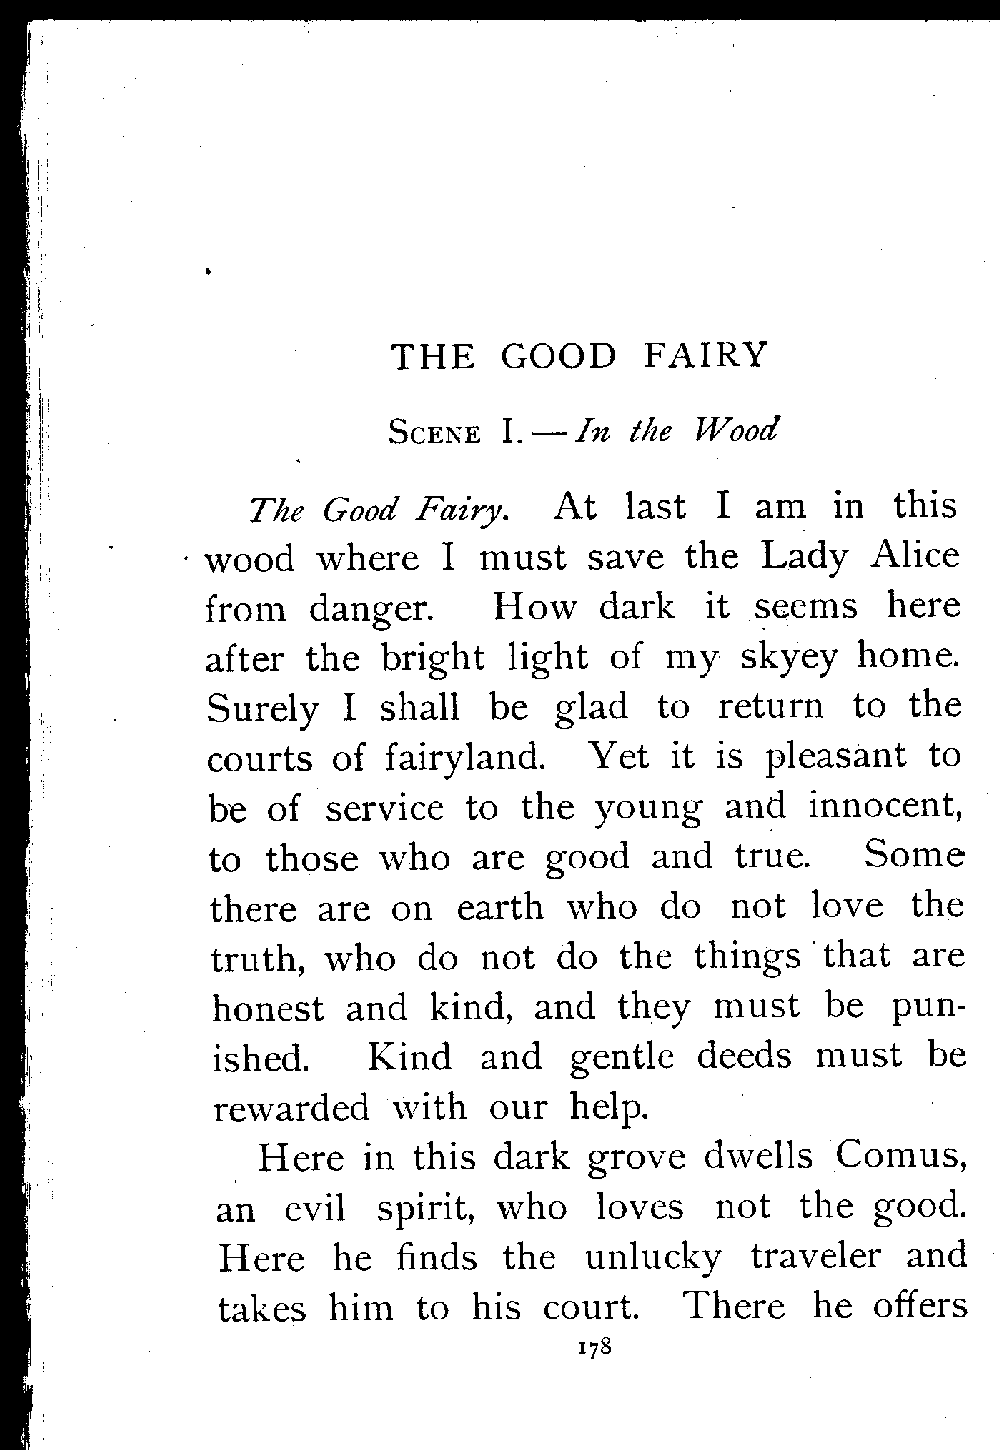 THE GOOD FAIRY
SCENE I. — In the Wood
The Good Fairy. At last I am in this
wood where I must save the Lady Alice
from danger. How dark it seems here
after the bright light of my skyey home.
Surely I shall be glad to return to the
courts of fairyland. Yet it is pleasant to
be of service to the young and innocent,
to those who are good and true. Some
there are on earth who do not love the
truth, who do not do the things that are
honest and kind, and they must be pun-
ished. Kind and gentle deeds must be
rewarded with our help.
Here in this dark grove dwells Comus,
an evil spirit, who loves not the good.
Here he finds the unlucky traveler and
takes him to his court. There he offers
178